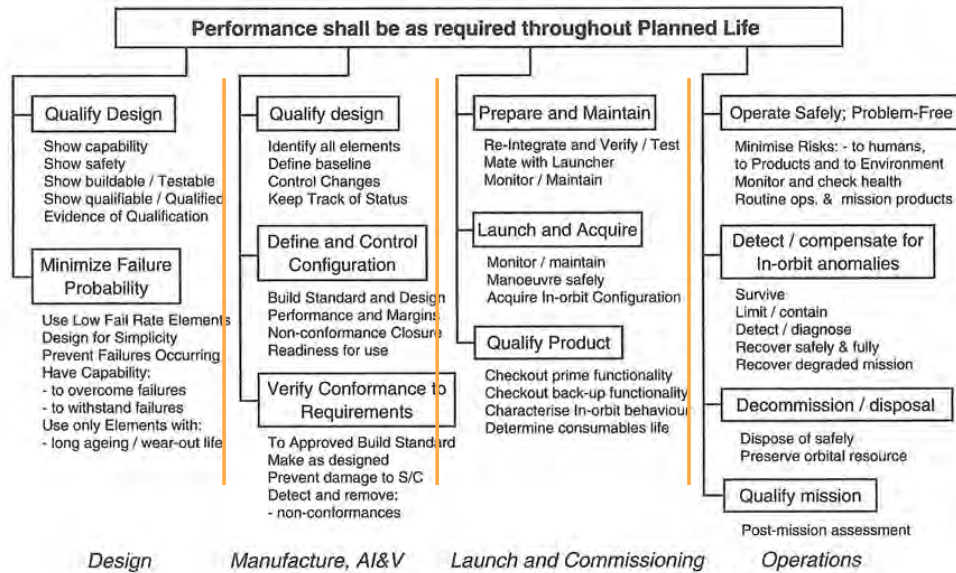 Performance shall be as required throughout Planned Life
Qualify Design
Show capability
Show safety
Show buildable / Testable
Show qualifiable / Qualified
Evidence of Qualification
Minimize Failure
Probability
Use Low Fail Rate Elements
Design for Simplicity
Prevent Failures Occurring
Have Capability:
- to overcome failures
- to withstand failures
Use only Elements with:
- long ageing / wear-out life
Design
Qualify design
Identify all elements
Define baseline
Control Changes
Keep Track of Status
Define and Control
Configuration
Build Standard and Design
Performance and Margins
Non-conformance Closure
Readiness for use
Verify Conformance to
Requirements
To Approved Build Standard
Make as designed
Prevent damage to S/C
Detect and remove:
- non-conformances
Manufacture, AI&V
Prepare and Maintain
Re-Integrate and Verify / Test
Mate with Launcher
Monitor / Maintain
Launch and Acquire
Monitor / maintain
Manoeuvre safely
Acquire In-orbit Configuration
Qualify Product
Checkout prime functionality
Checkout back-up functionality
Characterise In-orbit behaviour
Determine consumables life
Launch and Commissioning
Operate Safely; Problem-Free
Minimise Risks: - to humans,
to Products and to Environment
Monitor and check health
Routine ops. & mission products
Detect / compensate for
In-orbit anomalies
Survive
Limit / contain
Detect / diagnose
Recover safely & fully
Recover degraded mission
Decommission / disposal
Dispose of safely
Preserve orbital resource
Qualify mission
Post-mission assessment
Operations